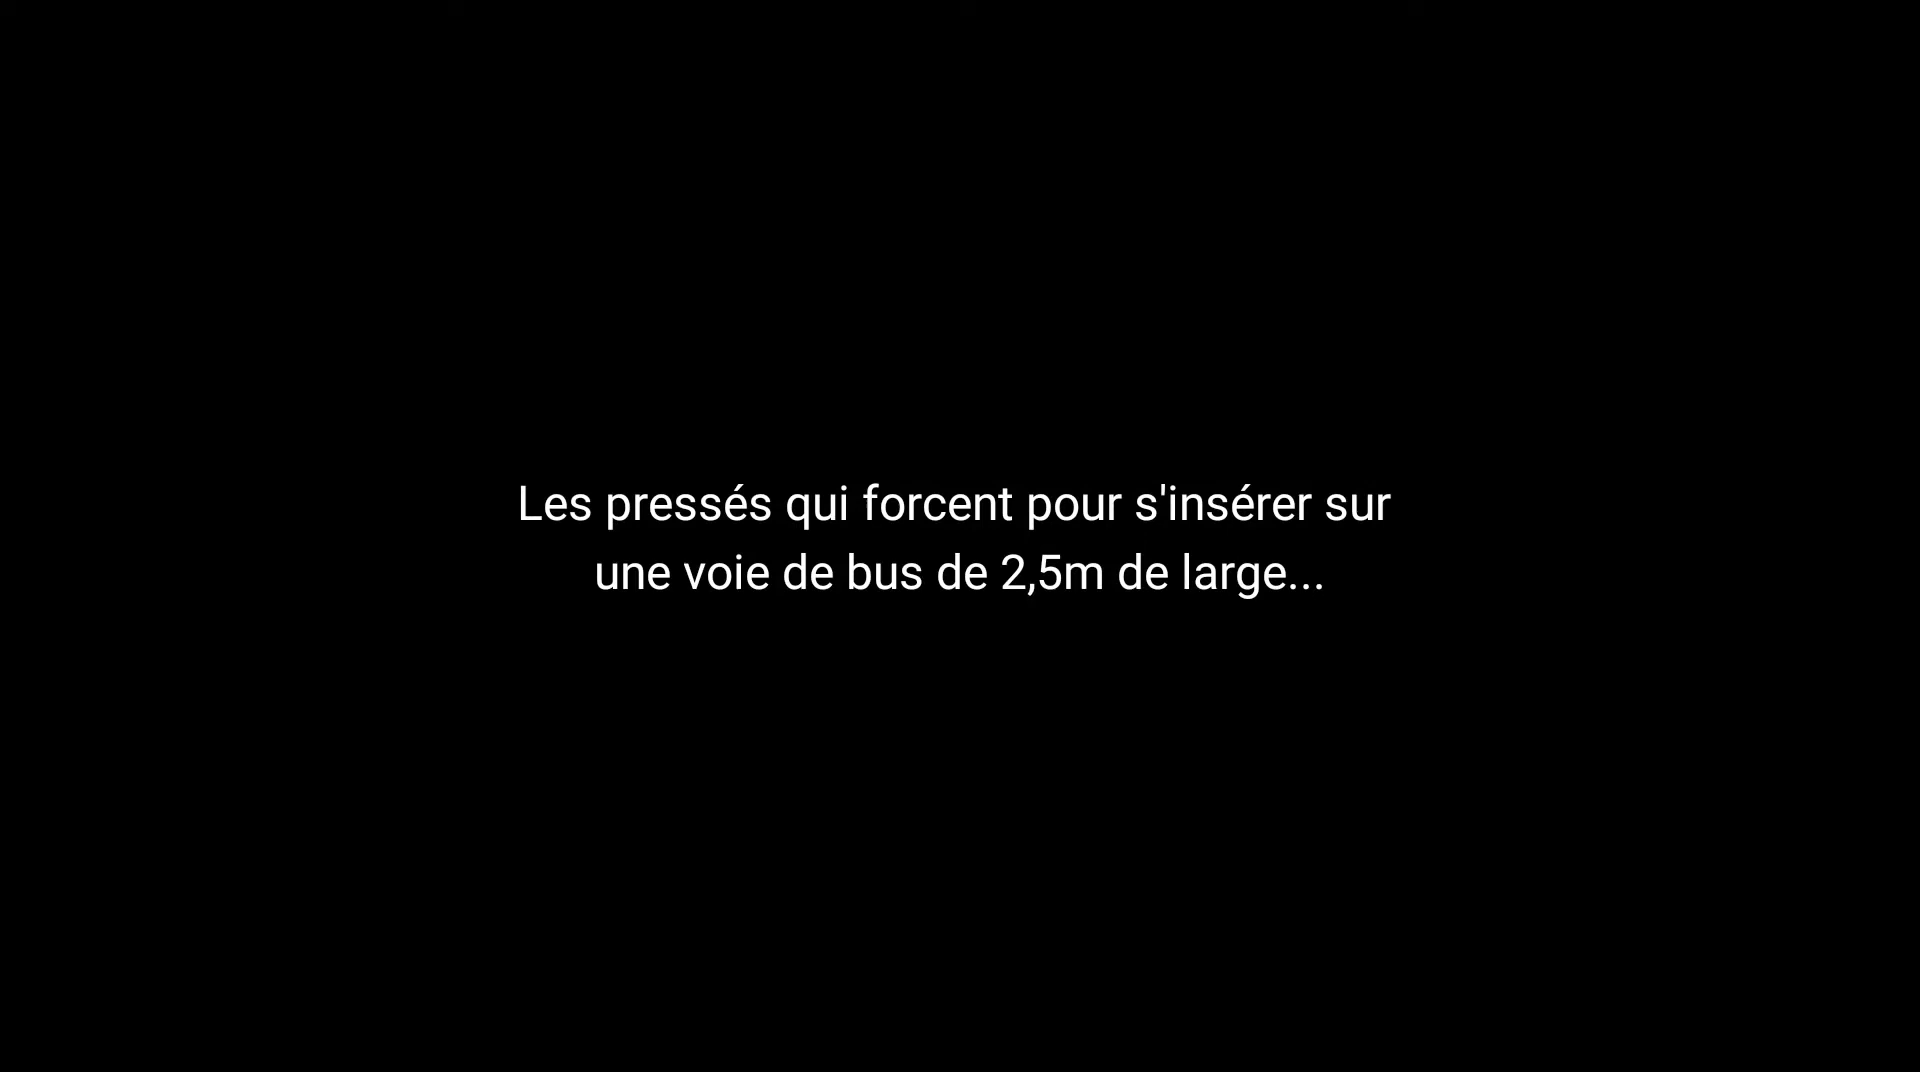 Les pressés qui forcent pour s'insérer sur
une voie de bus de 2,5m de large...